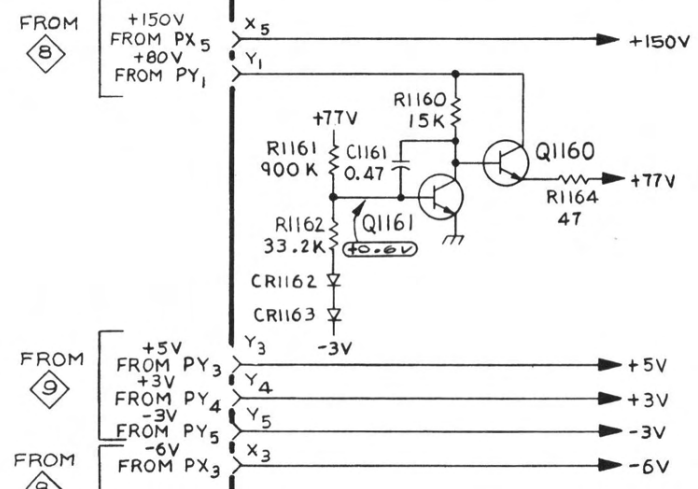 FROM
8
+150V
FROM PX5
+80V
FROM PY1
X5
Y1
+150V
R1160
15K
+77V
R1161
900K
C1161
0.47
Q1160
+77V
R1164
47
R1162
33.2K
Q1161
+0.6V
CR1162
CR1163
-3V
FROM
9
+5V
FROM PY3
+3V
FROM PY4
-3V
FROM PY5
-6V
FROM PX3
Y3
Y4
Y5
X3
+5V
+3V
-3V
-6V
FROM